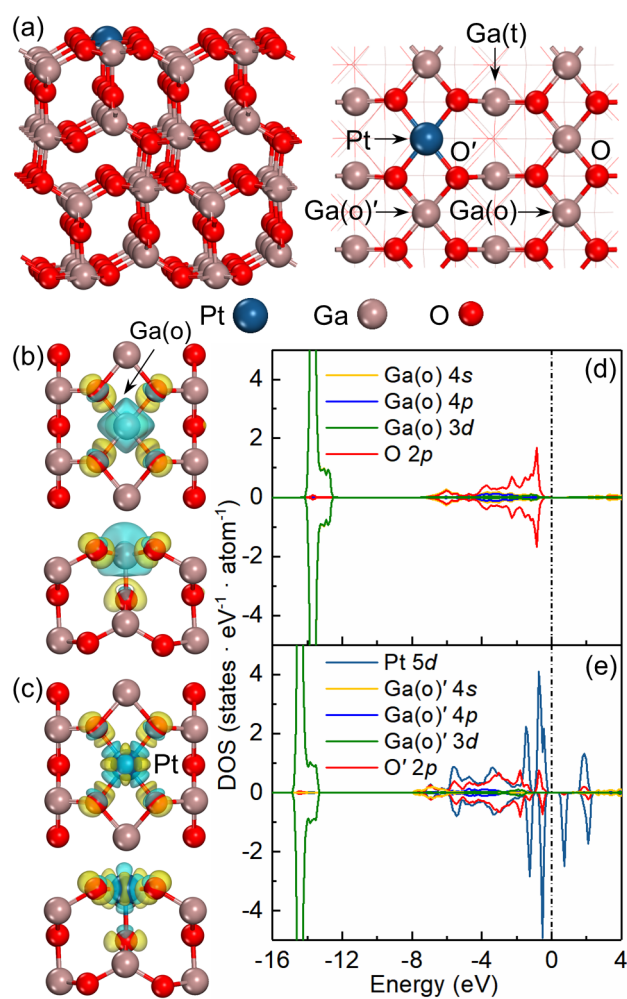 (a)
Ga(t)
Pt
O′
O
Ga(o)′
Ga(o)
Pt
Ga
O
(b)
Ga(o)
(c)
Pt
DOS (states · eV⁻¹ · atom⁻¹)
(d)
Ga(o) 4s
Ga(o) 4p
Ga(o) 3d
O 2p
4
2
0
-2
-4
(e)
Pt 5d
Ga(o)′ 4s
Ga(o)′ 4p
Ga(o)′ 3d
O′ 2p
4
2
0
-2
-4
-16 -12 -8 -4 0 4
Energy (eV)